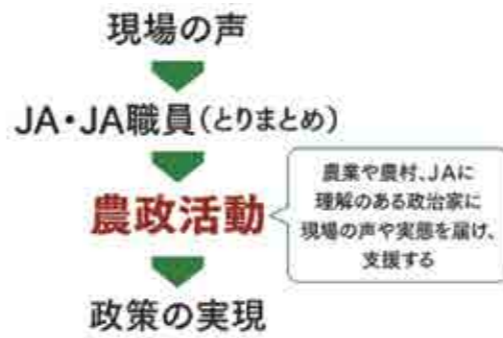 現場の声
JA・JA職員(とりまとめ)
農政活動
農業や農村、JAに
理解のある政治家に
現場の声や実態を届け、
支援する
政策の実現